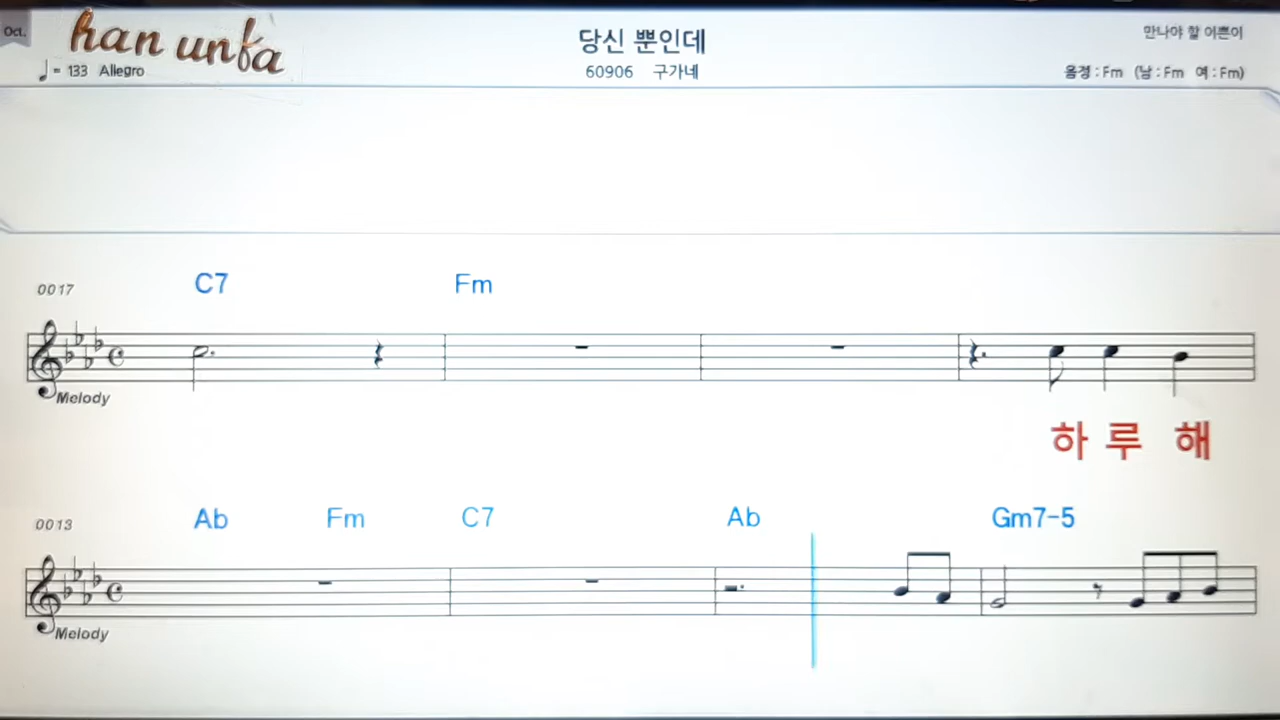 Oct.
han unfa
당신 뿐인데
만나야 할 이쁜이
♩= 133 Allegro
60906 구가네
음정 : Fm (남 : Fm 여 : Fm)
0017
C7 Fm
Melody
하 루 해
0013
Ab Fm C7 Ab Gm7-5
Melody